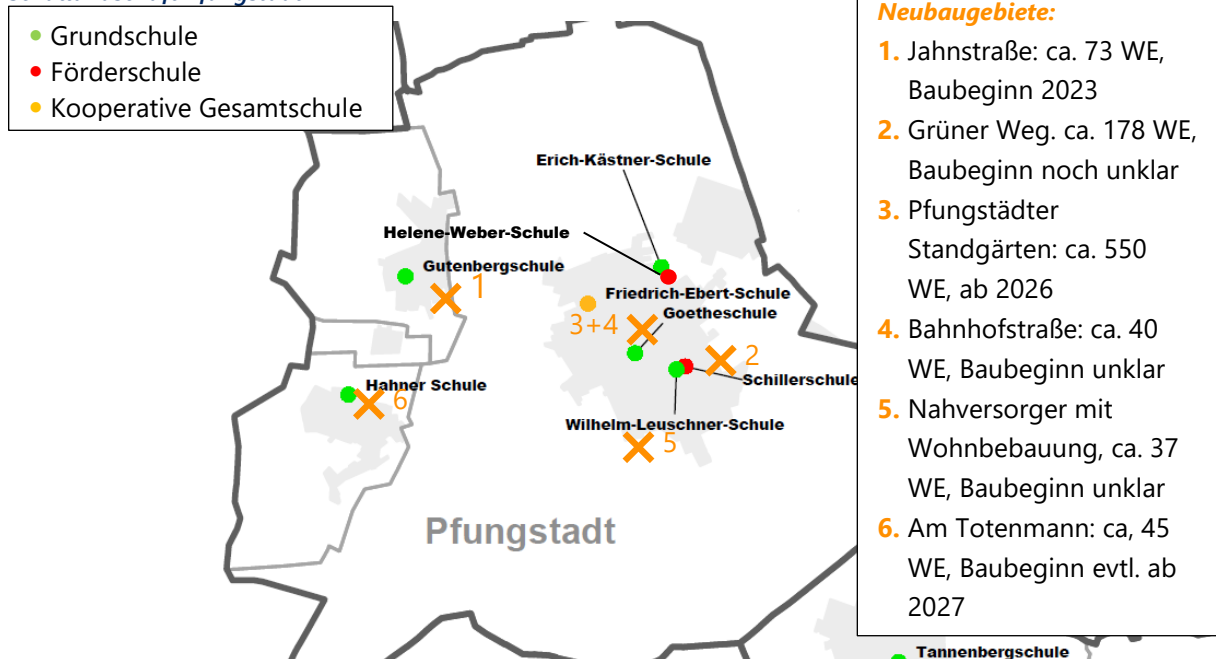 Grundschule
Förderschule
Kooperative Gesamtschule
Neubaugebiete:
1. Jahnstraße: ca. 73 WE,
Baubeginn 2023
2. Grüner Weg. ca. 178 WE,
Baubeginn noch unklar
3. Pfungstädter
Standgärten: ca. 550
WE, ab 2026
4. Bahnhofstraße: ca. 40
WE, Baubeginn unklar
5. Nahversorger mit
Wohnbebauung, ca. 37
WE, Baubeginn unklar
6. Am Totenmann: ca, 45
WE, Baubeginn evtl. ab
2027
Erich-Kästner-Schule
Helene-Weber-Schule
Gutenbergschule
1
Friedrich-Ebert-Schule
3+4
Goetheschule
2
Schillerschule
Hahner Schule
6
Wilhelm-Leuschner-Schule
5
Pfungstadt
Tannenbergschule